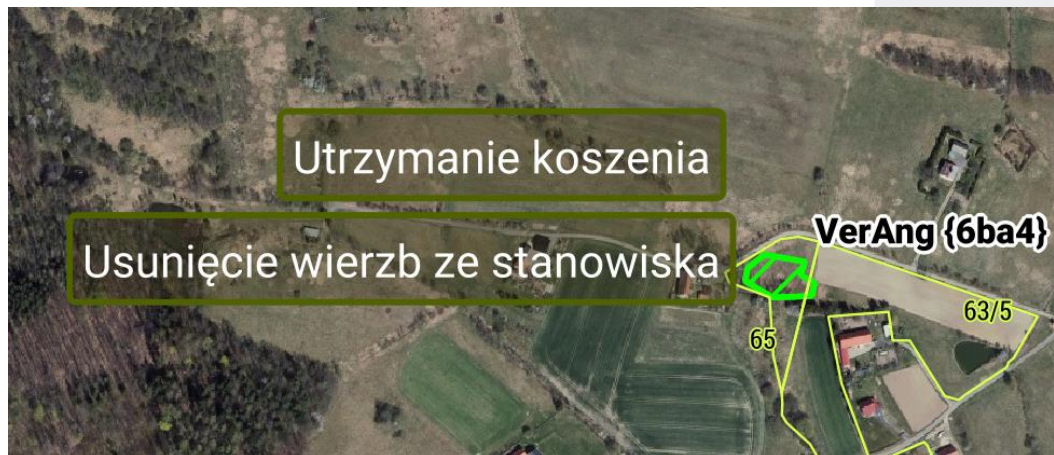 Utrzymanie koszenia
Usunięcie wierzb ze stanowiska
VerAng {6ba4}
63/5
65